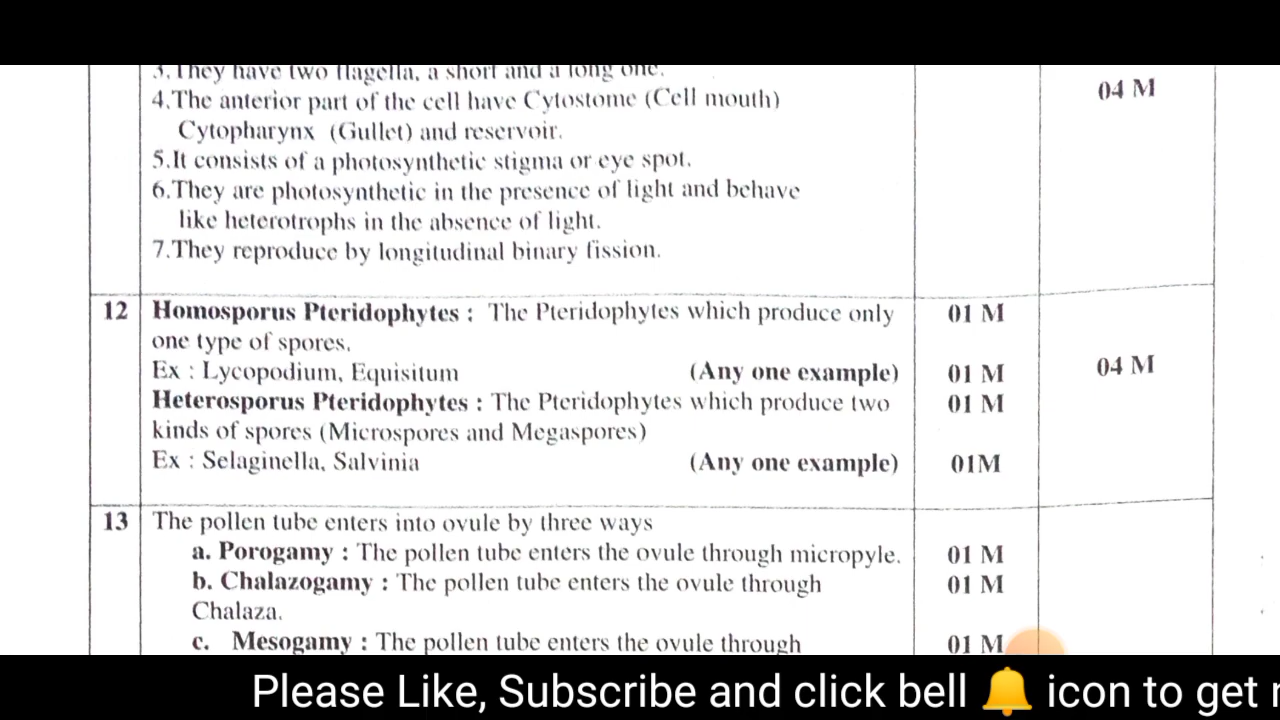 3.They have two flagella, a short and a long one.
4.The anterior part of the cell have Cytostome (Cell mouth)
04 M
Cytopharynx (Gullet) and reservoir.
5.It consists of a photosynthetic stigma or eye spot.
6.They are photosynthetic in the presence of light and behave
like heterotrophs in the absence of light.
7.They reproduce by longitudinal binary fission.
12 Homosporus Pteridophytes : The Pteridophytes which produce only 01 M
one type of spores.
Ex : Lycopodium, Equisitum (Any one example) 01 M 04 M
Heterosporus Pteridophytes : The Pteridophytes which produce two 01 M
kinds of spores (Microspores and Megaspores)
Ex : Selaginella, Salvinia (Any one example) 01M
13 The pollen tube enters into ovule by three ways
a. Porogamy : The pollen tube enters the ovule through micropyle. 01 M
b. Chalazogamy : The pollen tube enters the ovule through 01 M
Chalaza.
c. Mesogamy : The pollen tube enters the ovule through 01 M
Please Like, Subscribe and click bell 🔔 icon to get